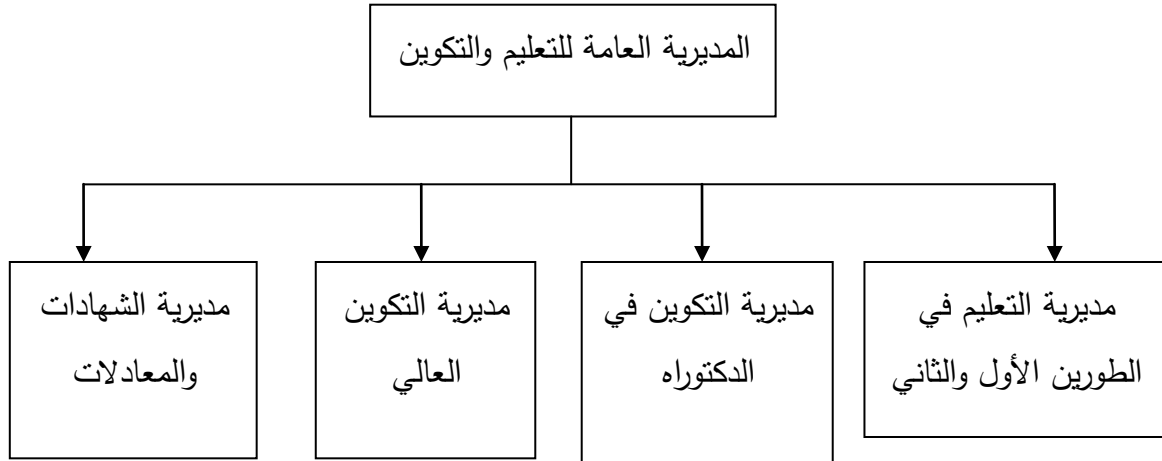 المديرية العامة للتعليم والتكوين
مديرية التعليم في
الطورين الأول والثاني
مديرية التكوين في
الدكتوراه
مديرية التكوين
العالي
مديرية الشهادات
والمعادلات